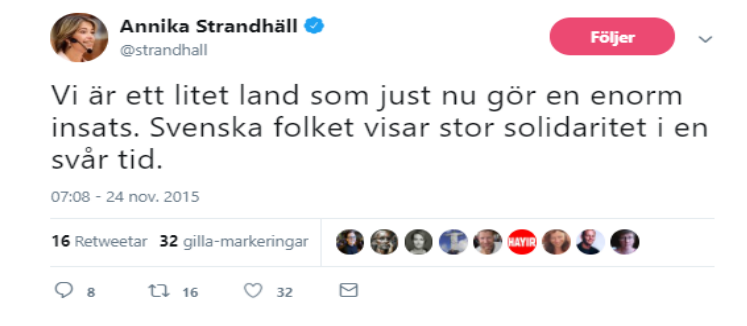 Annika Strandhäll
@strandhall
Följer
Vi är ett litet land som just nu gör en enorm
insats. Svenska folket visar stor solidaritet i en
svår tid.
07:08 - 24 nov. 2015
16 Retweetar 32 gilla-markeringar
HAYIR
8 16 32